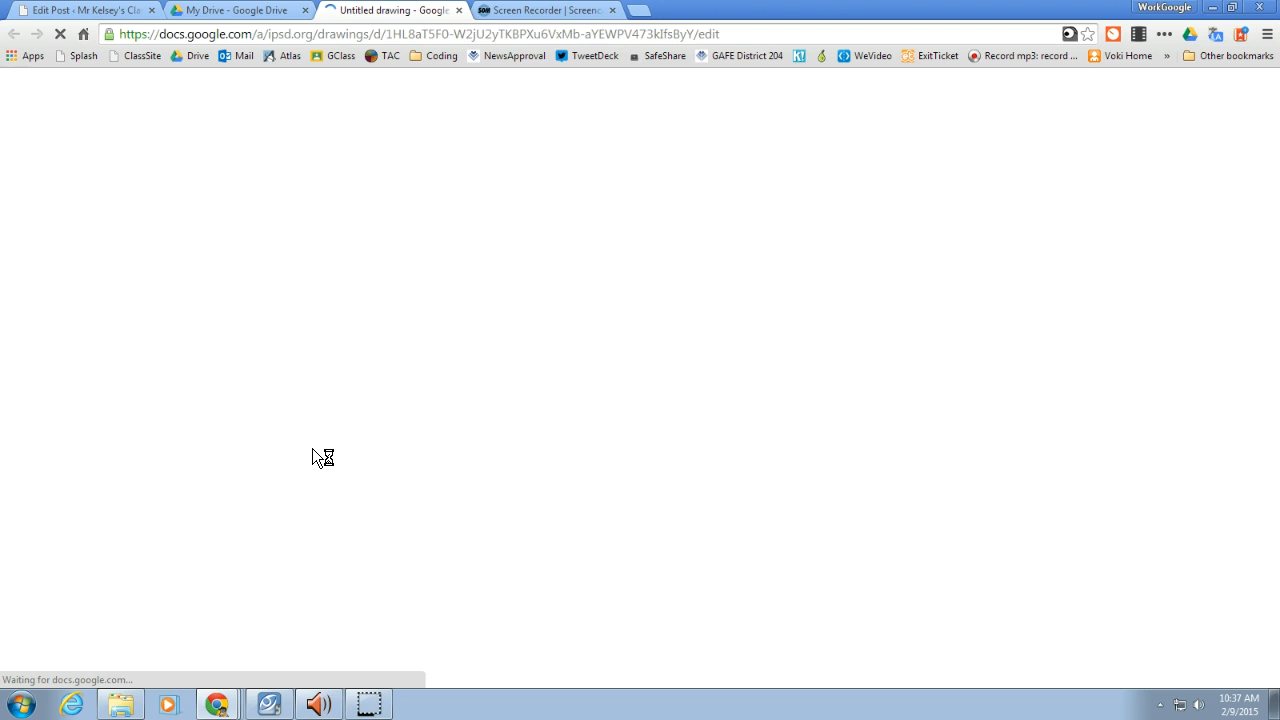 Edit Post ‹ Mr Kelsey's Cla
My Drive - Google Drive
Untitled drawing - Google
Screen Recorder | Screenc
WorkGoogle
https://docs.google.com/a/ipsd.org/drawings/d/1HL8aT5fD-W2jU2yTKBPXu6VxMb-aYEWPV473kIfsByY/edit
Apps Splash ClassSite Drive Mail Atlas GClass TAC Coding NewsApproval TweetDeck SafeShare GAFE District 204 WeVideo ExitTicket Record mp3: record ... Voki Home » Other bookmarks
Waiting for docs.google.com...
10:37 AM
2/9/2015